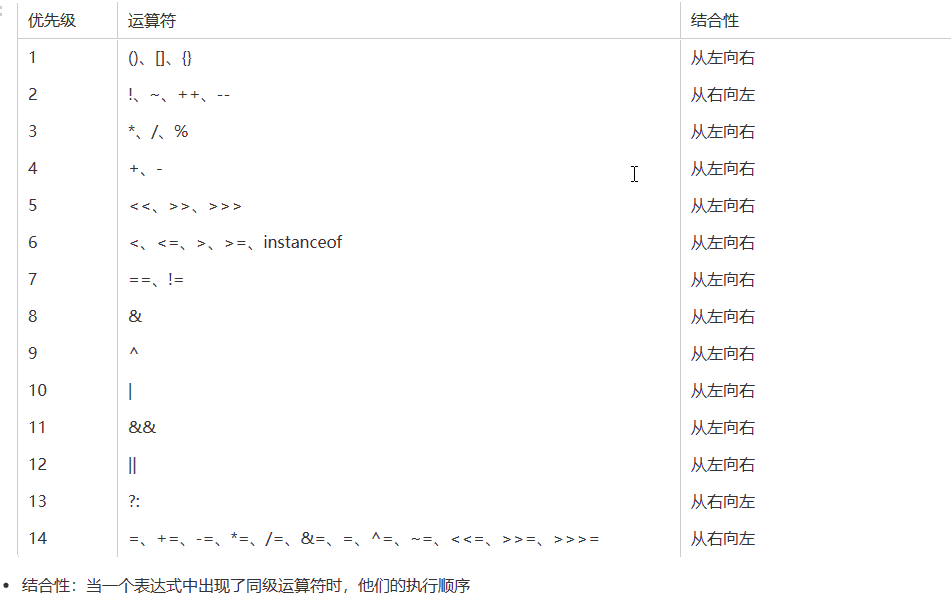 优先级 运算符 结合性
1 ()、[]、{} 从左向右
2 !、~、++、-- 从右向左
3 *、/、% 从左向右
4 +、- 从左向右
5 <<、>>、>>> 从左向右
6 <、<=、>、>=、instanceof 从左向右
7 ==、!= 从左向右
8 & 从左向右
9 ^ 从左向右
10 | 从左向右
11 && 从左向右
12 || 从左向右
13 ?: 从右向左
14 =、+=、-=、*=、/=、&=、=、^=、~=、<<=、>>=、>>>= 从右向左
• 结合性：当一个表达式中出现了同级运算符时，他们的执行顺序